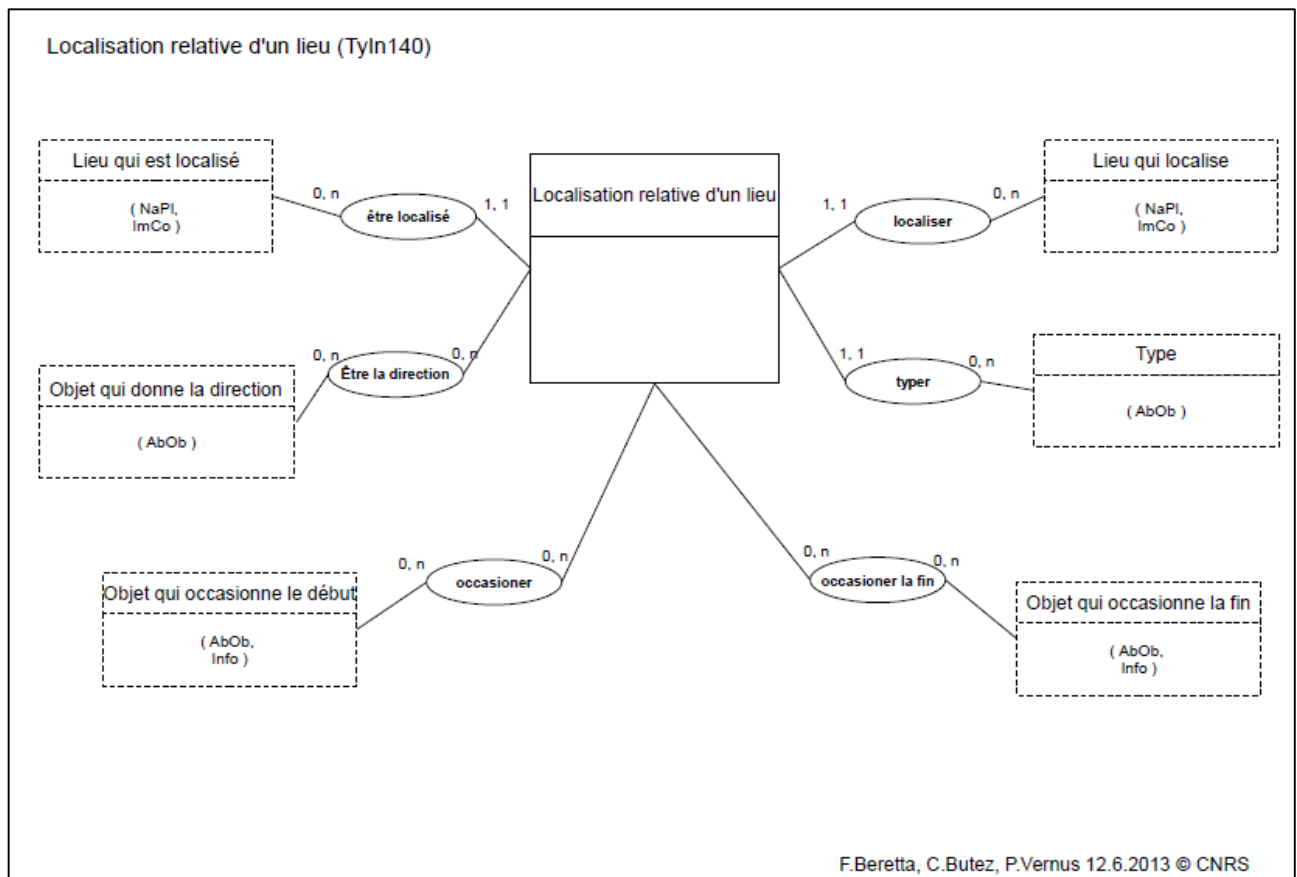 Localisation relative d'un lieu (TyIn140)
Lieu qui est localisé
( NaPl,
ImCo )
0, n
être localisé
1, 1
Localisation relative d'un lieu
1, 1
localiser
0, n
Lieu qui localise
( NaPl,
ImCo )
Objet qui donne la direction
( AbOb )
0, n
Être la direction
0, n
1, 1
typer
0, n
Type
( AbOb )
Objet qui occasionne le début
( AbOb,
Info )
0, n
occasioner
0, n
0, n
occasioner la fin
0, n
Objet qui occasionne la fin
( AbOb,
Info )
F.Beretta, C.Butez, P.Vernus 12.6.2013 © CNRS